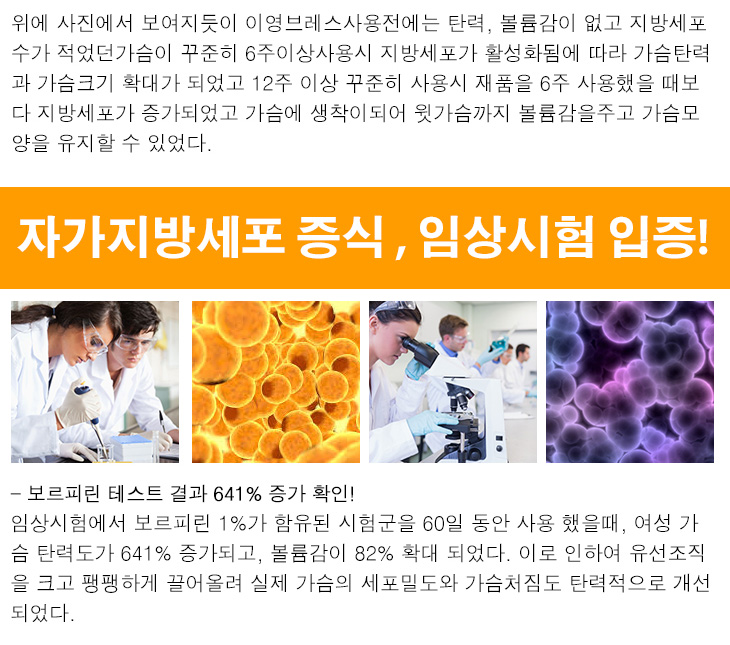 위에 사진에서 보여지듯이 이영브레스사용전에는 탄력, 볼륨감이 없고 지방세포
수가 적었던가슴이 꾸준히 6주이상사용시 지방세포가 활성화됨에 따라 가슴탄력
과 가슴크기 확대가 되었고 12주 이상 꾸준히 사용시 제품을 6주 사용했을 때보
다 지방세포가 증가되었고 가슴에 생착이되어 윗가슴까지 볼륨감을주고 가슴모
양을 유지할 수 있었다.
자가지방세포 증식 , 임상시험 입증!
– 보르피린 테스트 결과 641% 증가 확인!
임상시험에서 보르피린 1%가 함유된 시험군을 60일 동안 사용 했을때, 여성 가
슴 탄력도가 641% 증가되고, 볼륨감이 82% 확대 되었다. 이로 인하여 유선조직
을 크고 팽팽하게 끌어올려 실제 가슴의 세포밀도와 가슴처짐도 탄력적으로 개선
되었다.